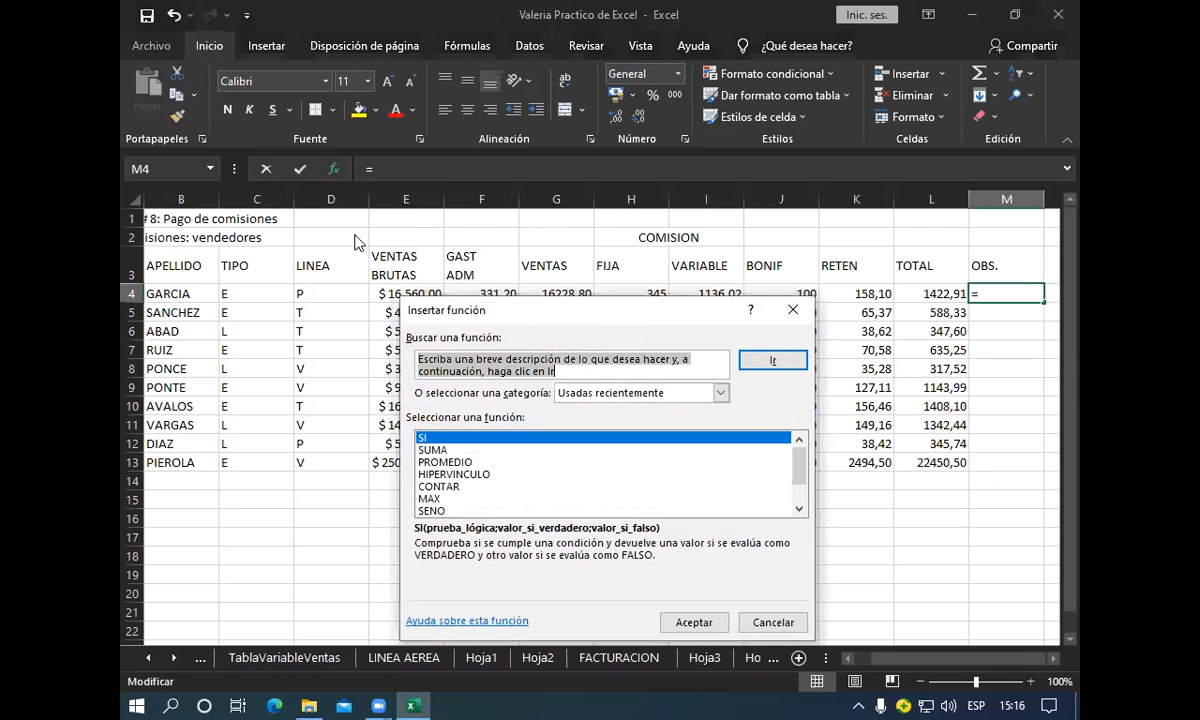 Valeria Practico de Excel - Excel
Inic. ses.
Archivo Inicio Insertar Disposición de página Fórmulas Datos Revisar Vista Ayuda ¿Qué desea hacer? Compartir
Pegar
Calibri 11
N K S
General
% 000
Formato condicional
Dar formato como tabla
Estilos de celda
Insertar
Eliminar
Formato
Portapapeles Fuente Alineación Número Estilos Celdas Edición
M4 fx =
B C D E F G H I J K L M
1 # 8: Pago de comisiones
2 isiones: vendedores COMISION
3 APELLIDO TIPO LINEA VENTAS BRUTAS GAST ADM VENTAS FIJA VARIABLE BONIF RETEN TOTAL OBS.
4 GARCIA E P $ 16.560,00 331,20 16228,80 345 1136,02 100 158,10 1422,91 =
5 SANCHEZ E T $ 4 65,37 588,33
6 ABAD L T $ 5 38,62 347,60
7 RUIZ E T $ 5 70,58 635,25
8 PONCE L V $ 3 35,28 317,52
9 PONTE E V $ 9 127,11 1143,99
10 AVALOS E T $ 10 156,46 1408,10
11 VARGAS L V $ 14 149,16 1342,44
12 DIAZ L P $ 5 38,42 345,74
13 PIEROLA E V $ 250 2494,50 22450,50
14
15
16
17
18
19
20
21
22
Insertar función ?
Buscar una función:
Escriba una breve descripción de lo que desea hacer y, a
continuación, haga clic en Ir
Ir
O seleccionar una categoría: Usadas recientemente
Seleccionar una función:
SI
SUMA
PROMEDIO
HIPERVINCULO
CONTAR
MAX
SENO
SI(prueba_lógica;valor_si_verdadero;valor_si_falso)
Comprueba si se cumple una condición y devuelve una valor si se evalúa como
VERDADERO y otro valor si se evalúa como FALSO.
Ayuda sobre esta función
Aceptar Cancelar
... TablaVariableVentas LINEA AEREA Hoja1 Hoja2 FACTURACION Hoja3 Ho ...
Modificar 100%
ESP 15:16